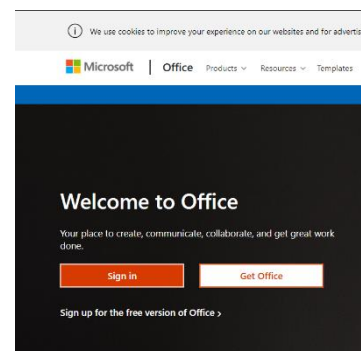 We use cookies to improve your experience on our websites and for advertis
Microsoft | Office Products Resources Templates
Welcome to Office
Your place to create, communicate, collaborate, and get great work
done.
Sign in Get Office
Sign up for the free version of Office >